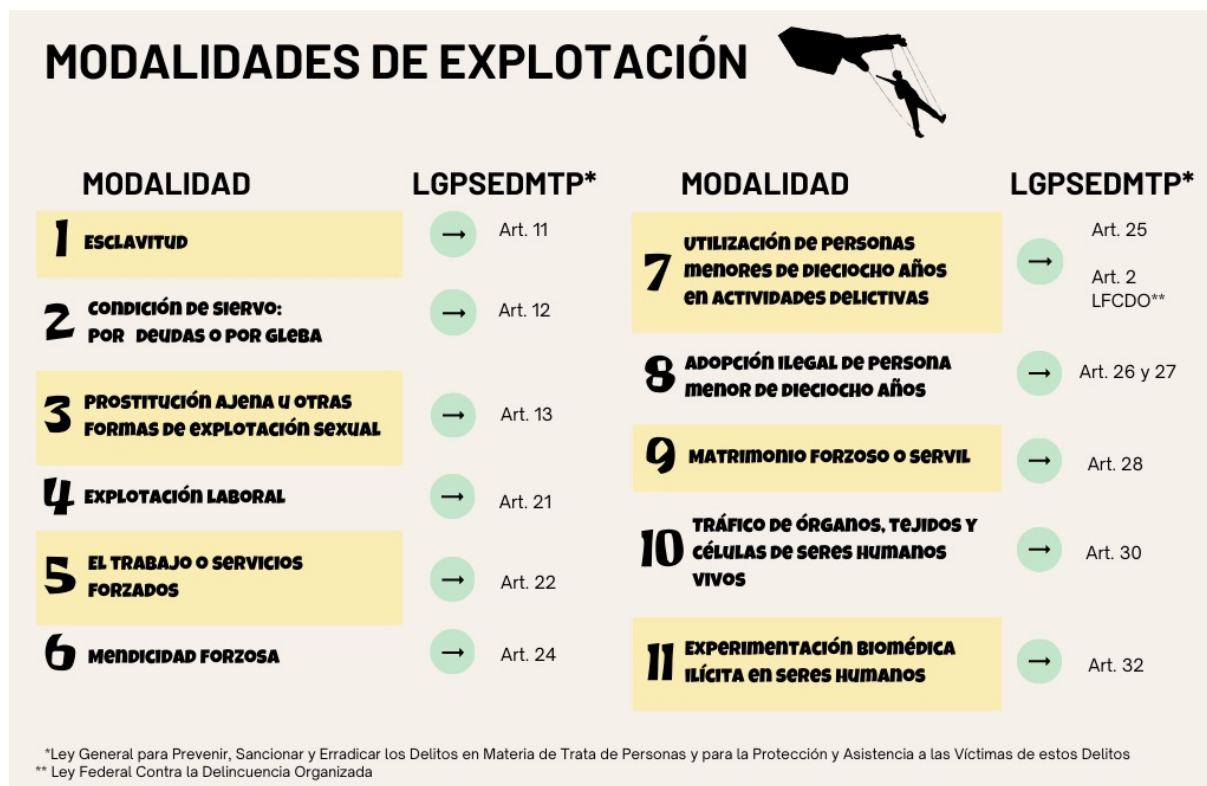 MODALIDADES DE EXPLOTACIÓN
MODALIDAD
LGPSEDMTP*
1 ESCLAVITUD
Art. 11
2 CONDICIÓN DE SIERVO:
POR DEUDAS O POR GLEBA
Art. 12
3 PROSTITUCIÓN AJENA U OTRAS
FORMAS DE EXPLOTACIÓN SEXUAL
Art. 13
4 EXPLOTACIÓN LABORAL
Art. 21
5 EL TRABAJO O SERVICIOS
FORZADOS
Art. 22
6 MENDICIDAD FORZOSA
Art. 24
MODALIDAD
LGPSEDMTP*
7 UTILIZACIÓN DE PERSONAS
MENORES DE DIECIOCHO AÑOS
EN ACTIVIDADES DELICTIVAS
Art. 25
Art. 2
LFCDO**
8 ADOPCIÓN ILEGAL DE PERSONA
MENOR DE DIECIOCHO AÑOS
Art. 26 y 27
9 MATRIMONIO FORZOSO O SERVIL
Art. 28
10 TRÁFICO DE ÓRGANOS, TEJIDOS Y
CÉLULAS DE SERES HUMANOS
VIVOS
Art. 30
11 EXPERIMENTACIÓN BIOMÉDICA
ILÍCITA EN SERES HUMANOS
Art. 32
*Ley General para Prevenir, Sancionar y Erradicar los Delitos en Materia de Trata de Personas y para la Protección y Asistencia a las Víctimas de estos Delitos
** Ley Federal Contra la Delincuencia Organizada